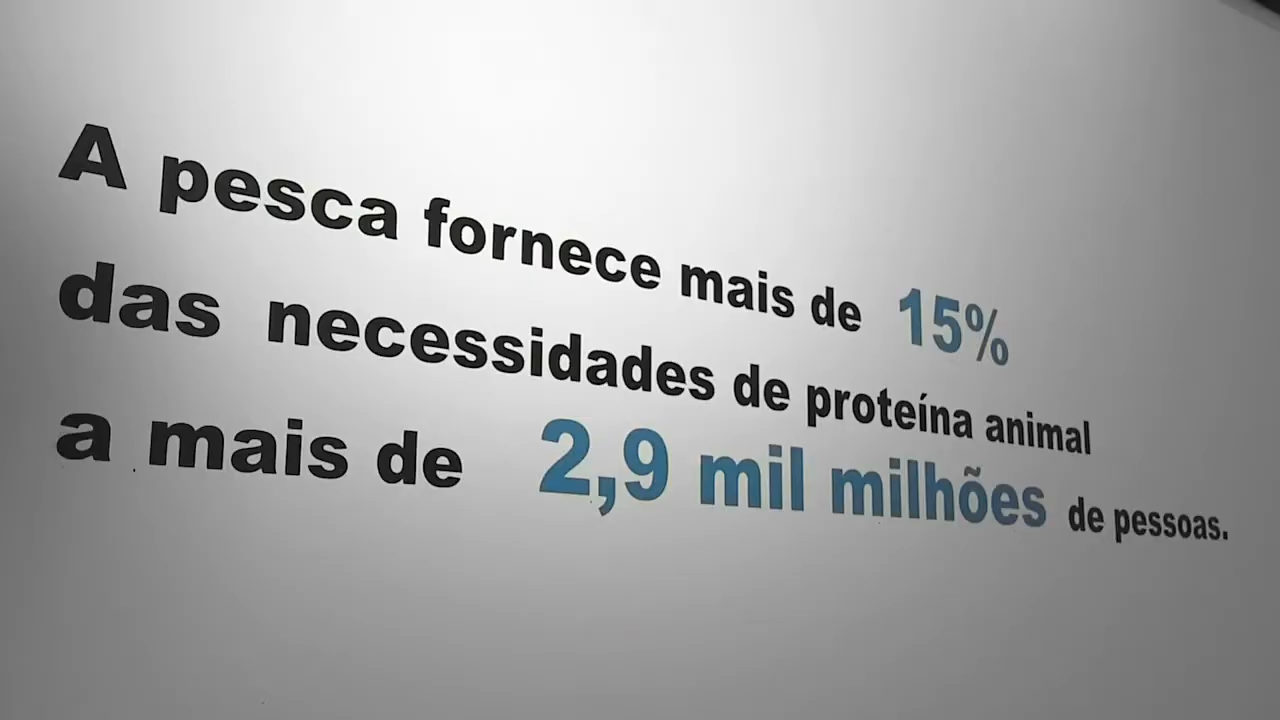 A pesca fornece mais de 15%
das necessidades de proteína animal
a mais de 2,9 mil milhões de pessoas.